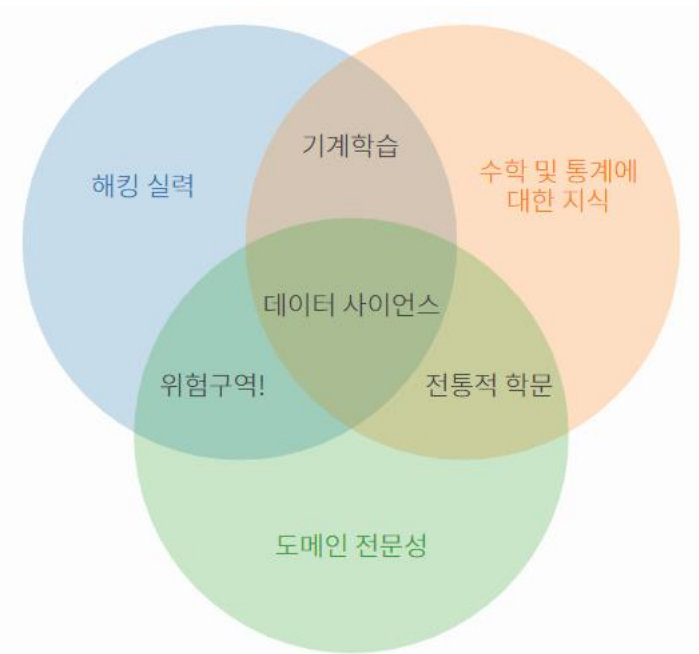 기계학습
해킹 실력
수학 및 통계에
대한 지식
데이터 사이언스
위험구역!
전통적 학문
도메인 전문성